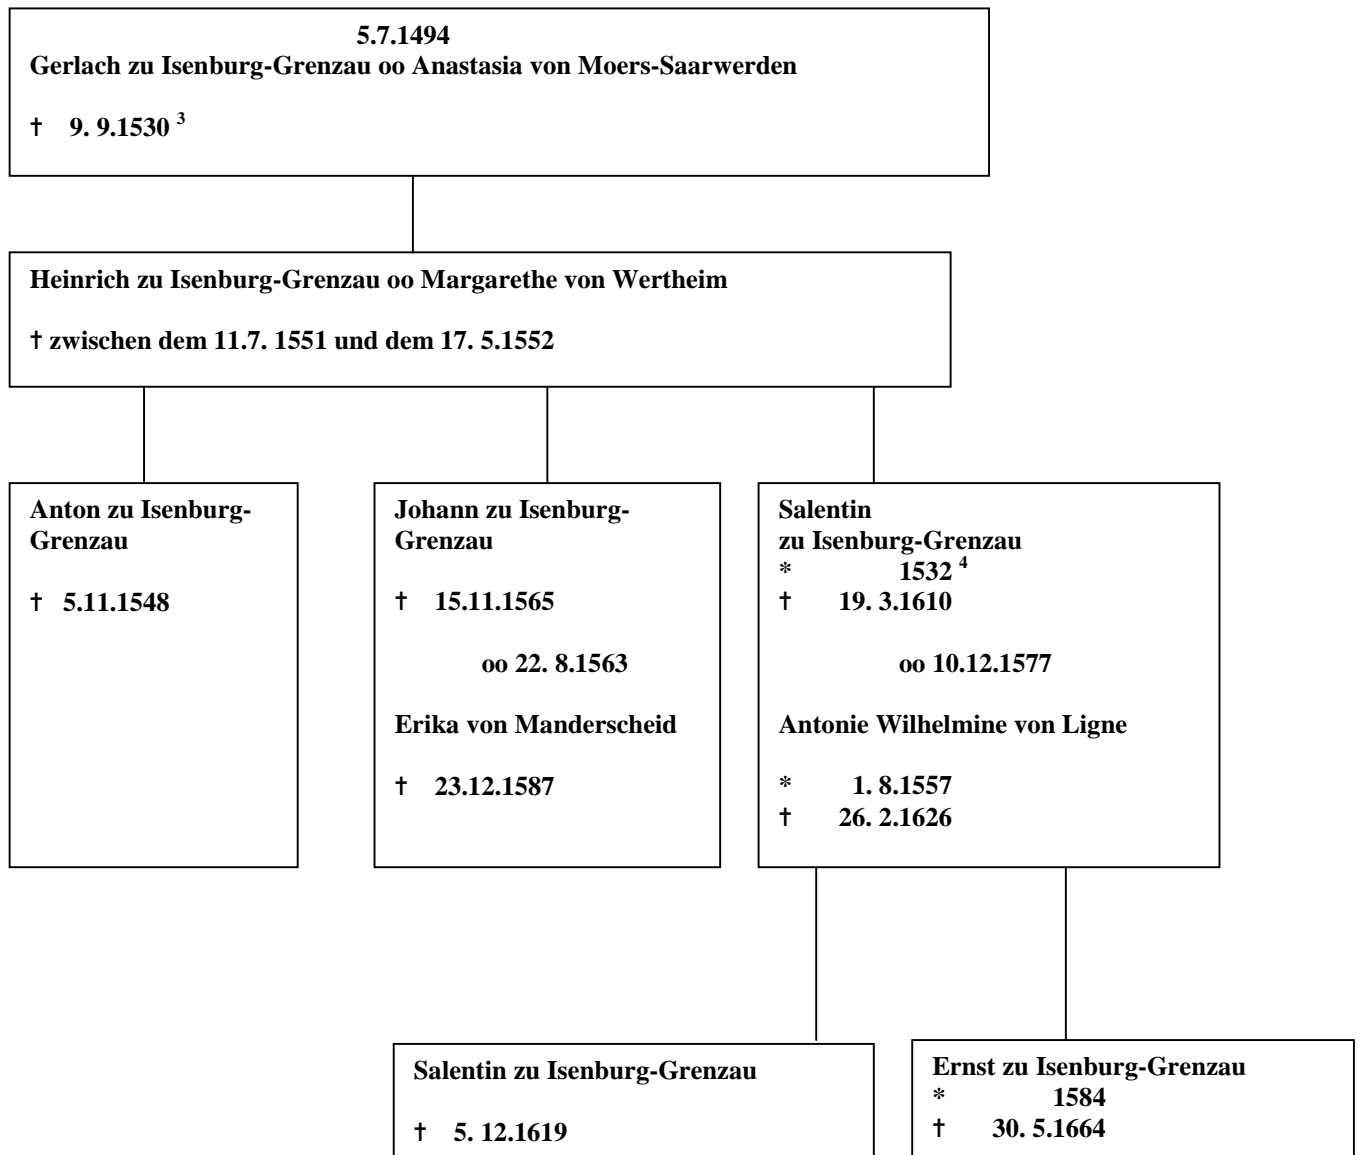 5.7.1494
Gerlach zu Isenburg-Grenzau oo Anastasia von Moers-Saarwerden
† 9. 9.1530 ³
Heinrich zu Isenburg-Grenzau oo Margarethe von Wertheim
† zwischen dem 11.7. 1551 und dem 17. 5.1552
Anton zu Isenburg-
Grenzau
† 5.11.1548
Johann zu Isenburg-
Grenzau
† 15.11.1565
oo 22. 8.1563
Erika von Manderscheid
† 23.12.1587
Salentin
zu Isenburg-Grenzau
* 1532 ⁴
† 19. 3.1610
oo 10.12.1577
Antonie Wilhelmine von Ligne
* 1. 8.1557
† 26. 2.1626
Salentin zu Isenburg-Grenzau
† 5. 12.1619
Ernst zu Isenburg-Grenzau
* 1584
† 30. 5.1664